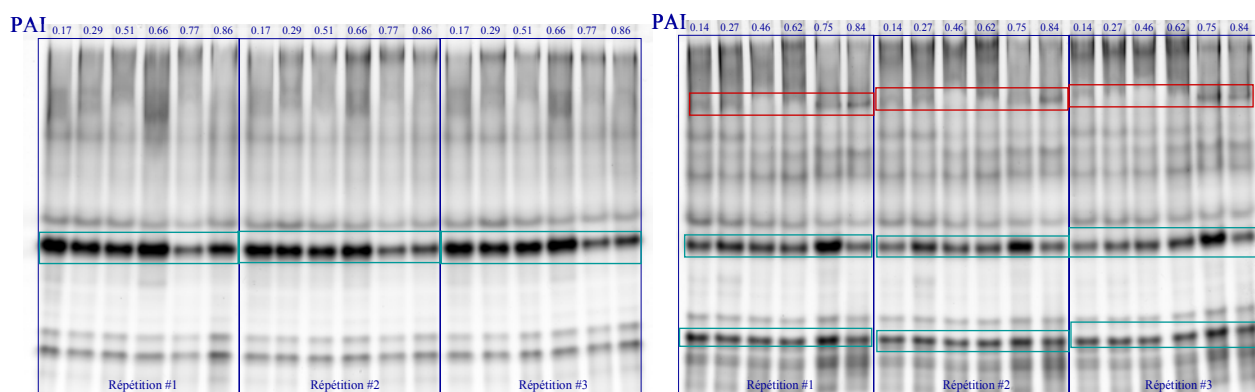 PAI
0.17 0.29 0.51 0.66 0.77 0.86 0.17 0.29 0.51 0.66 0.77 0.86 0.17 0.29 0.51 0.66 0.77 0.86
Répétition #1 Répétition #2 Répétition #3
PAI
0.14 0.27 0.46 0.62 0.75 0.84 0.14 0.27 0.46 0.62 0.75 0.84 0.14 0.27 0.46 0.62 0.75 0.84
Répétition #1 Répétition #2 Répétition #3